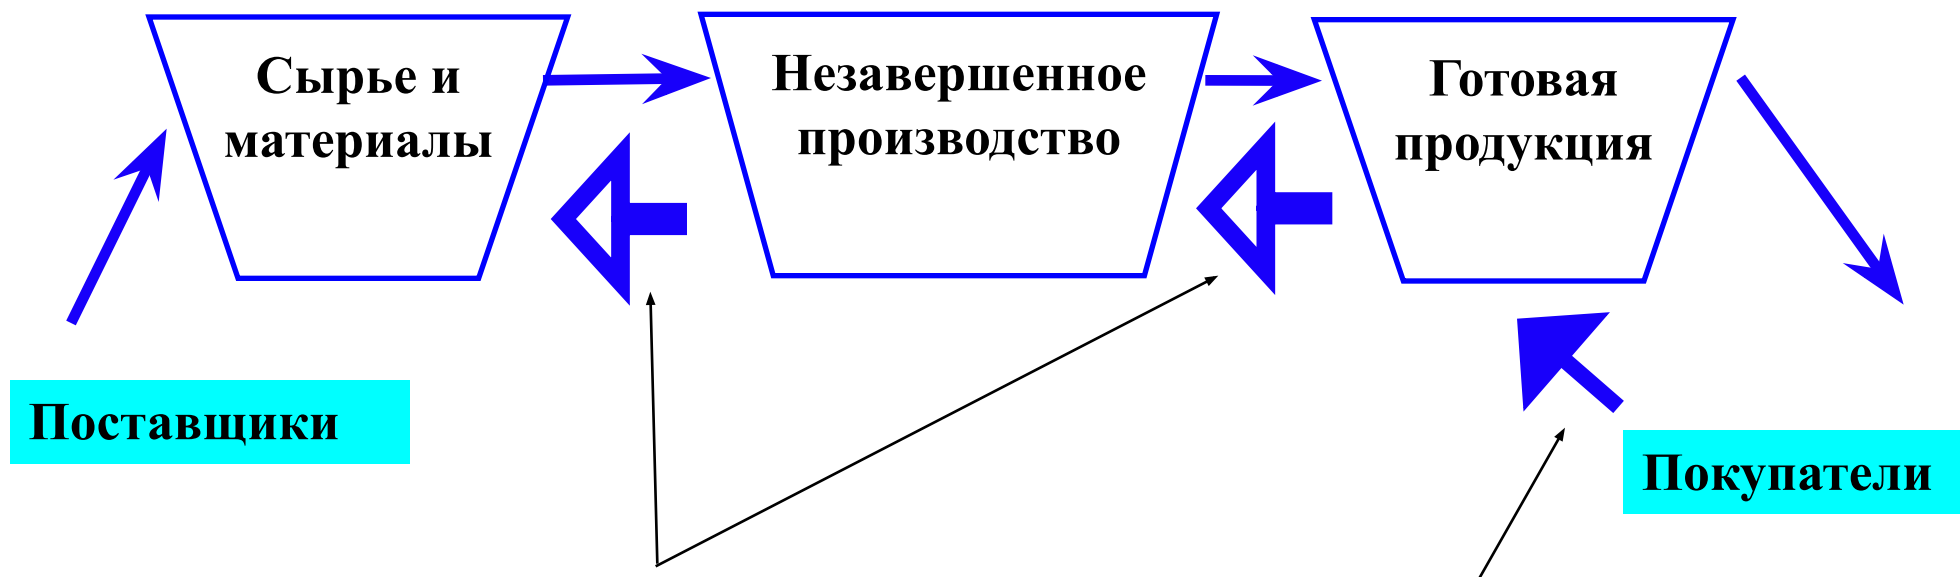 Сырье и
материалы
Незавершенное
производство
Готовая
продукция
Поставщики
Покупатели